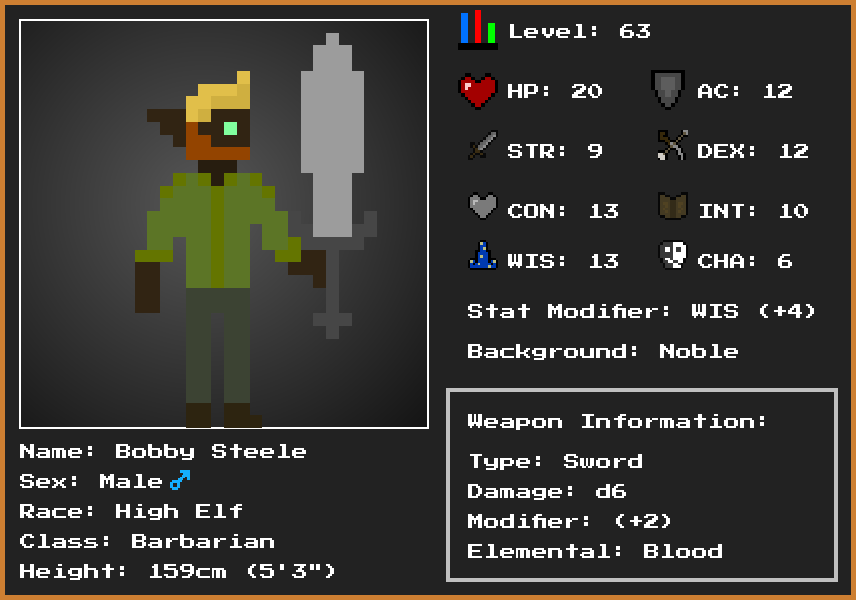 Level: 63
HP: 20 AC: 12
STR: 9 DEX: 12
CON: 13 INT: 10
WIS: 13 CHA: 6
Stat Modifier: WIS (+4)
Background: Noble
Weapon Information:
Type: Sword
Damage: d6
Modifier: (+2)
Elemental: Blood
Name: Bobby Steele
Sex: Male ♂
Race: High Elf
Class: Barbarian
Height: 159cm (5'3")